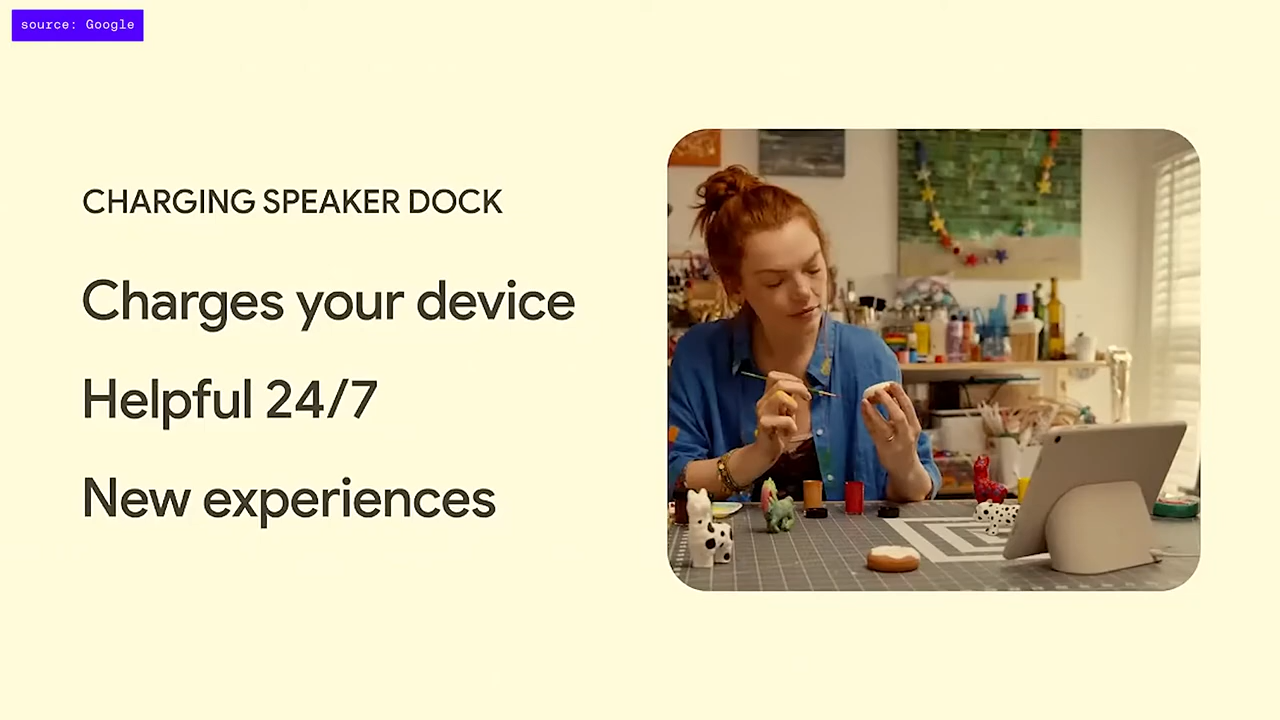 source: Google
CHARGING SPEAKER DOCK
Charges your device
Helpful 24/7
New experiences